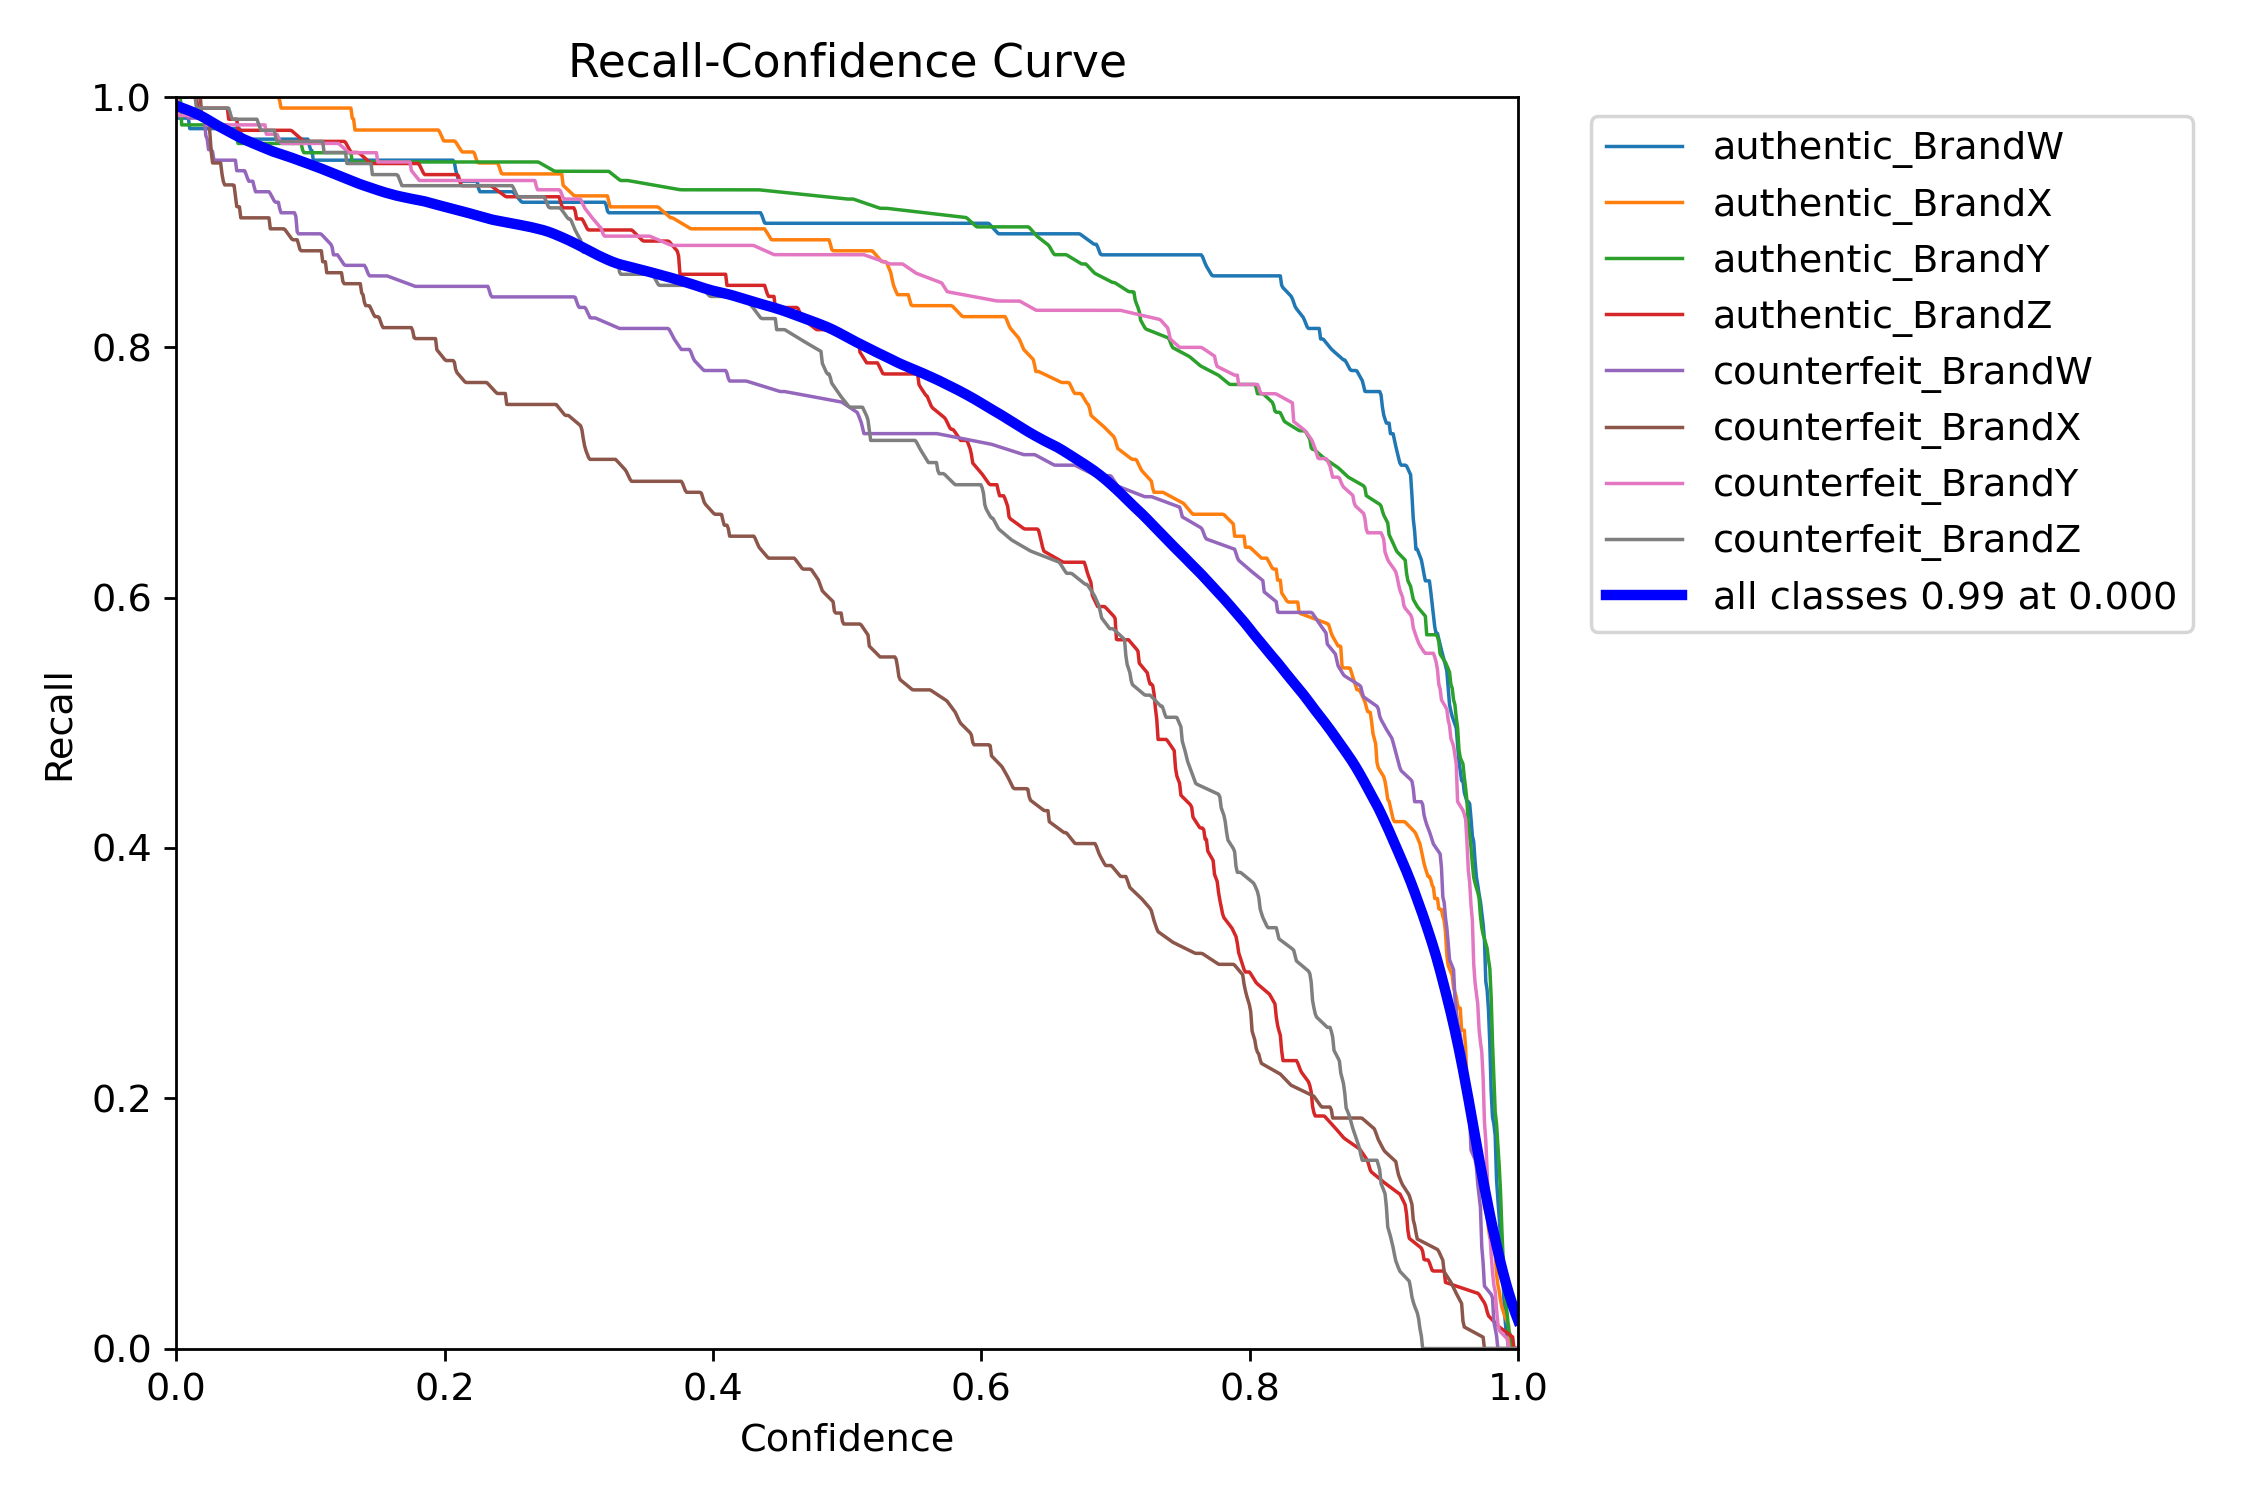 Recall-Confidence Curve
1.0
0.8
0.6
0.4
0.2
0.0
Recall
0.0 0.2 0.4 0.6 0.8 1.0
Confidence
authentic_BrandW
authentic_BrandX
authentic_BrandY
authentic_BrandZ
counterfeit_BrandW
counterfeit_BrandX
counterfeit_BrandY
counterfeit_BrandZ
all classes 0.99 at 0.000